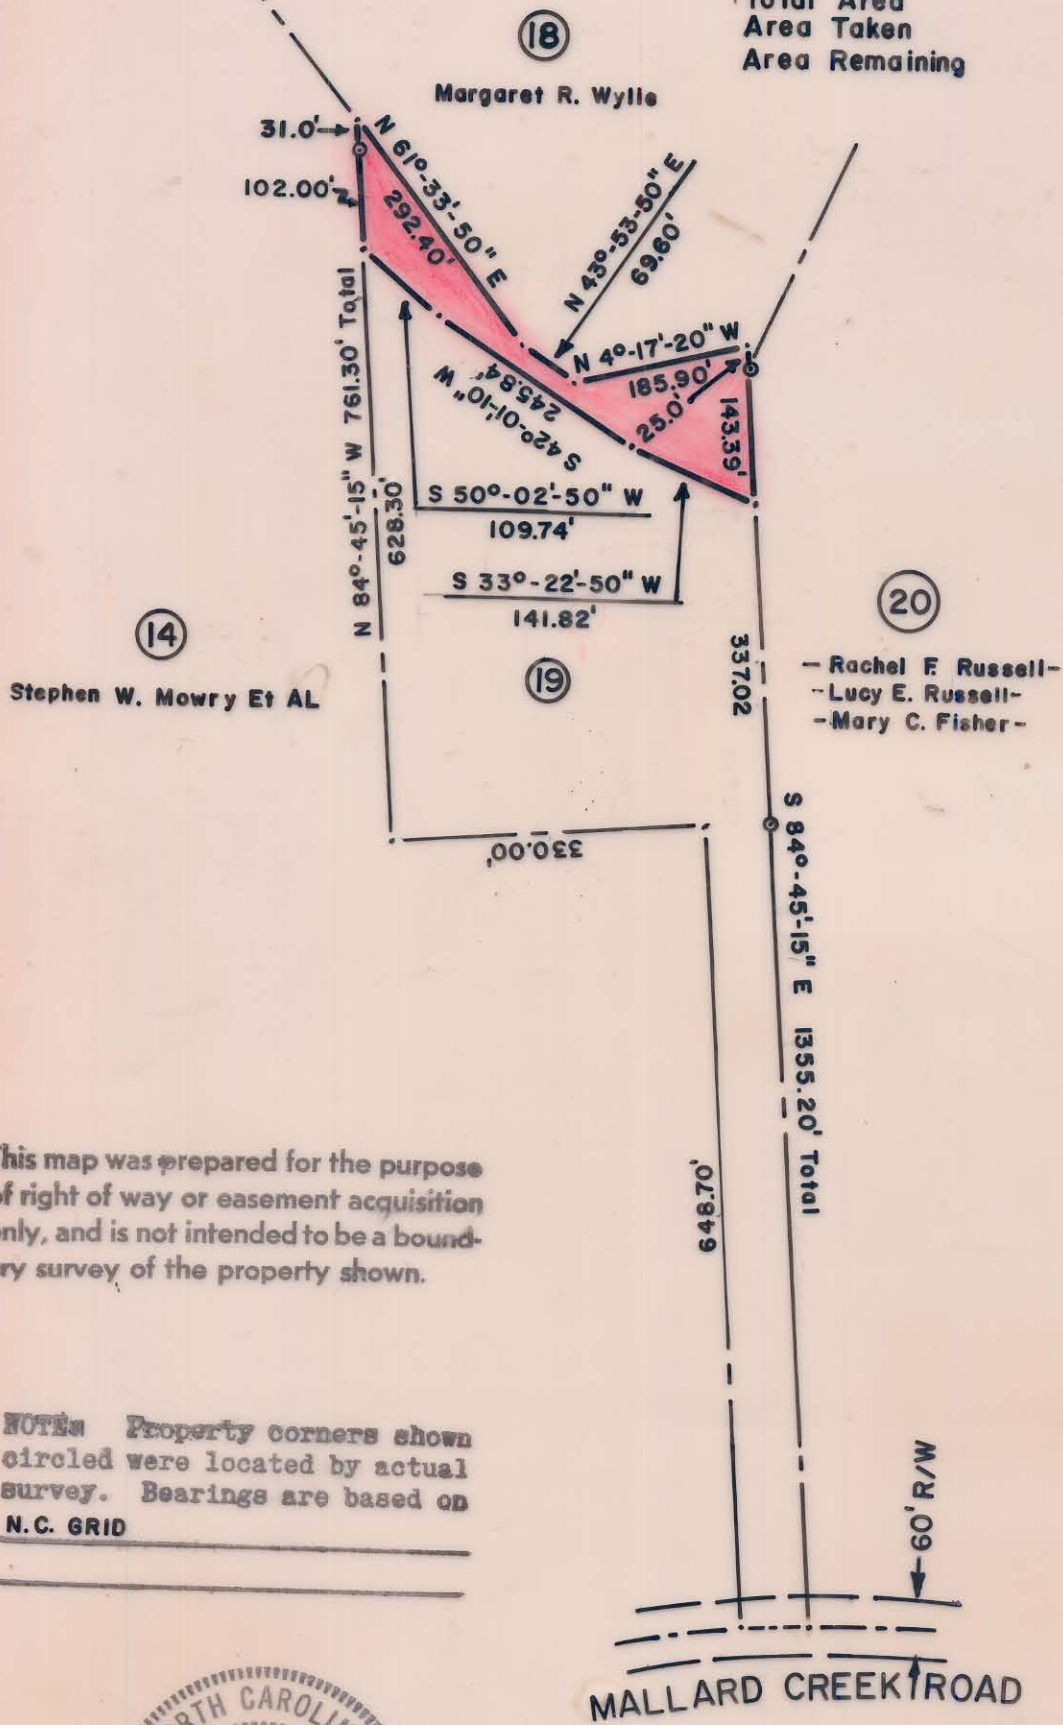 Total Area
Area Taken
Area Remaining
18
Margaret R. Wylie
31.0'
102.00'
N 61°-33'-50" E
292.40'
N 43°-53-50" E
69.60'
N 4°-17'-20" W
185.90'
25.0'
143.39'
S 42°-01'-10" W
245.84'
N 84°-45'-15" W 761.30' Total
628.30'
S 50°-02'-50" W
109.74'
S 33°-22'-50" W
141.82'
14
Stephen W. Mowry Et AL
19
20
- Rachel F. Russell-
-Lucy E. Russell-
-Mary C. Fisher-
337.02
330.00'
S 84°-45'-15" E 1355.20' Total
648.70'
his map was prepared for the purpose
f right of way or easement acquisition
nly, and is not intended to be a bound-
ry survey of the property shown.
NOTE: Property corners shown
circled were located by actual
survey. Bearings are based on
N.C. GRID
60' R/W
MALLARD CREEK ROAD
RTH CAROLIN